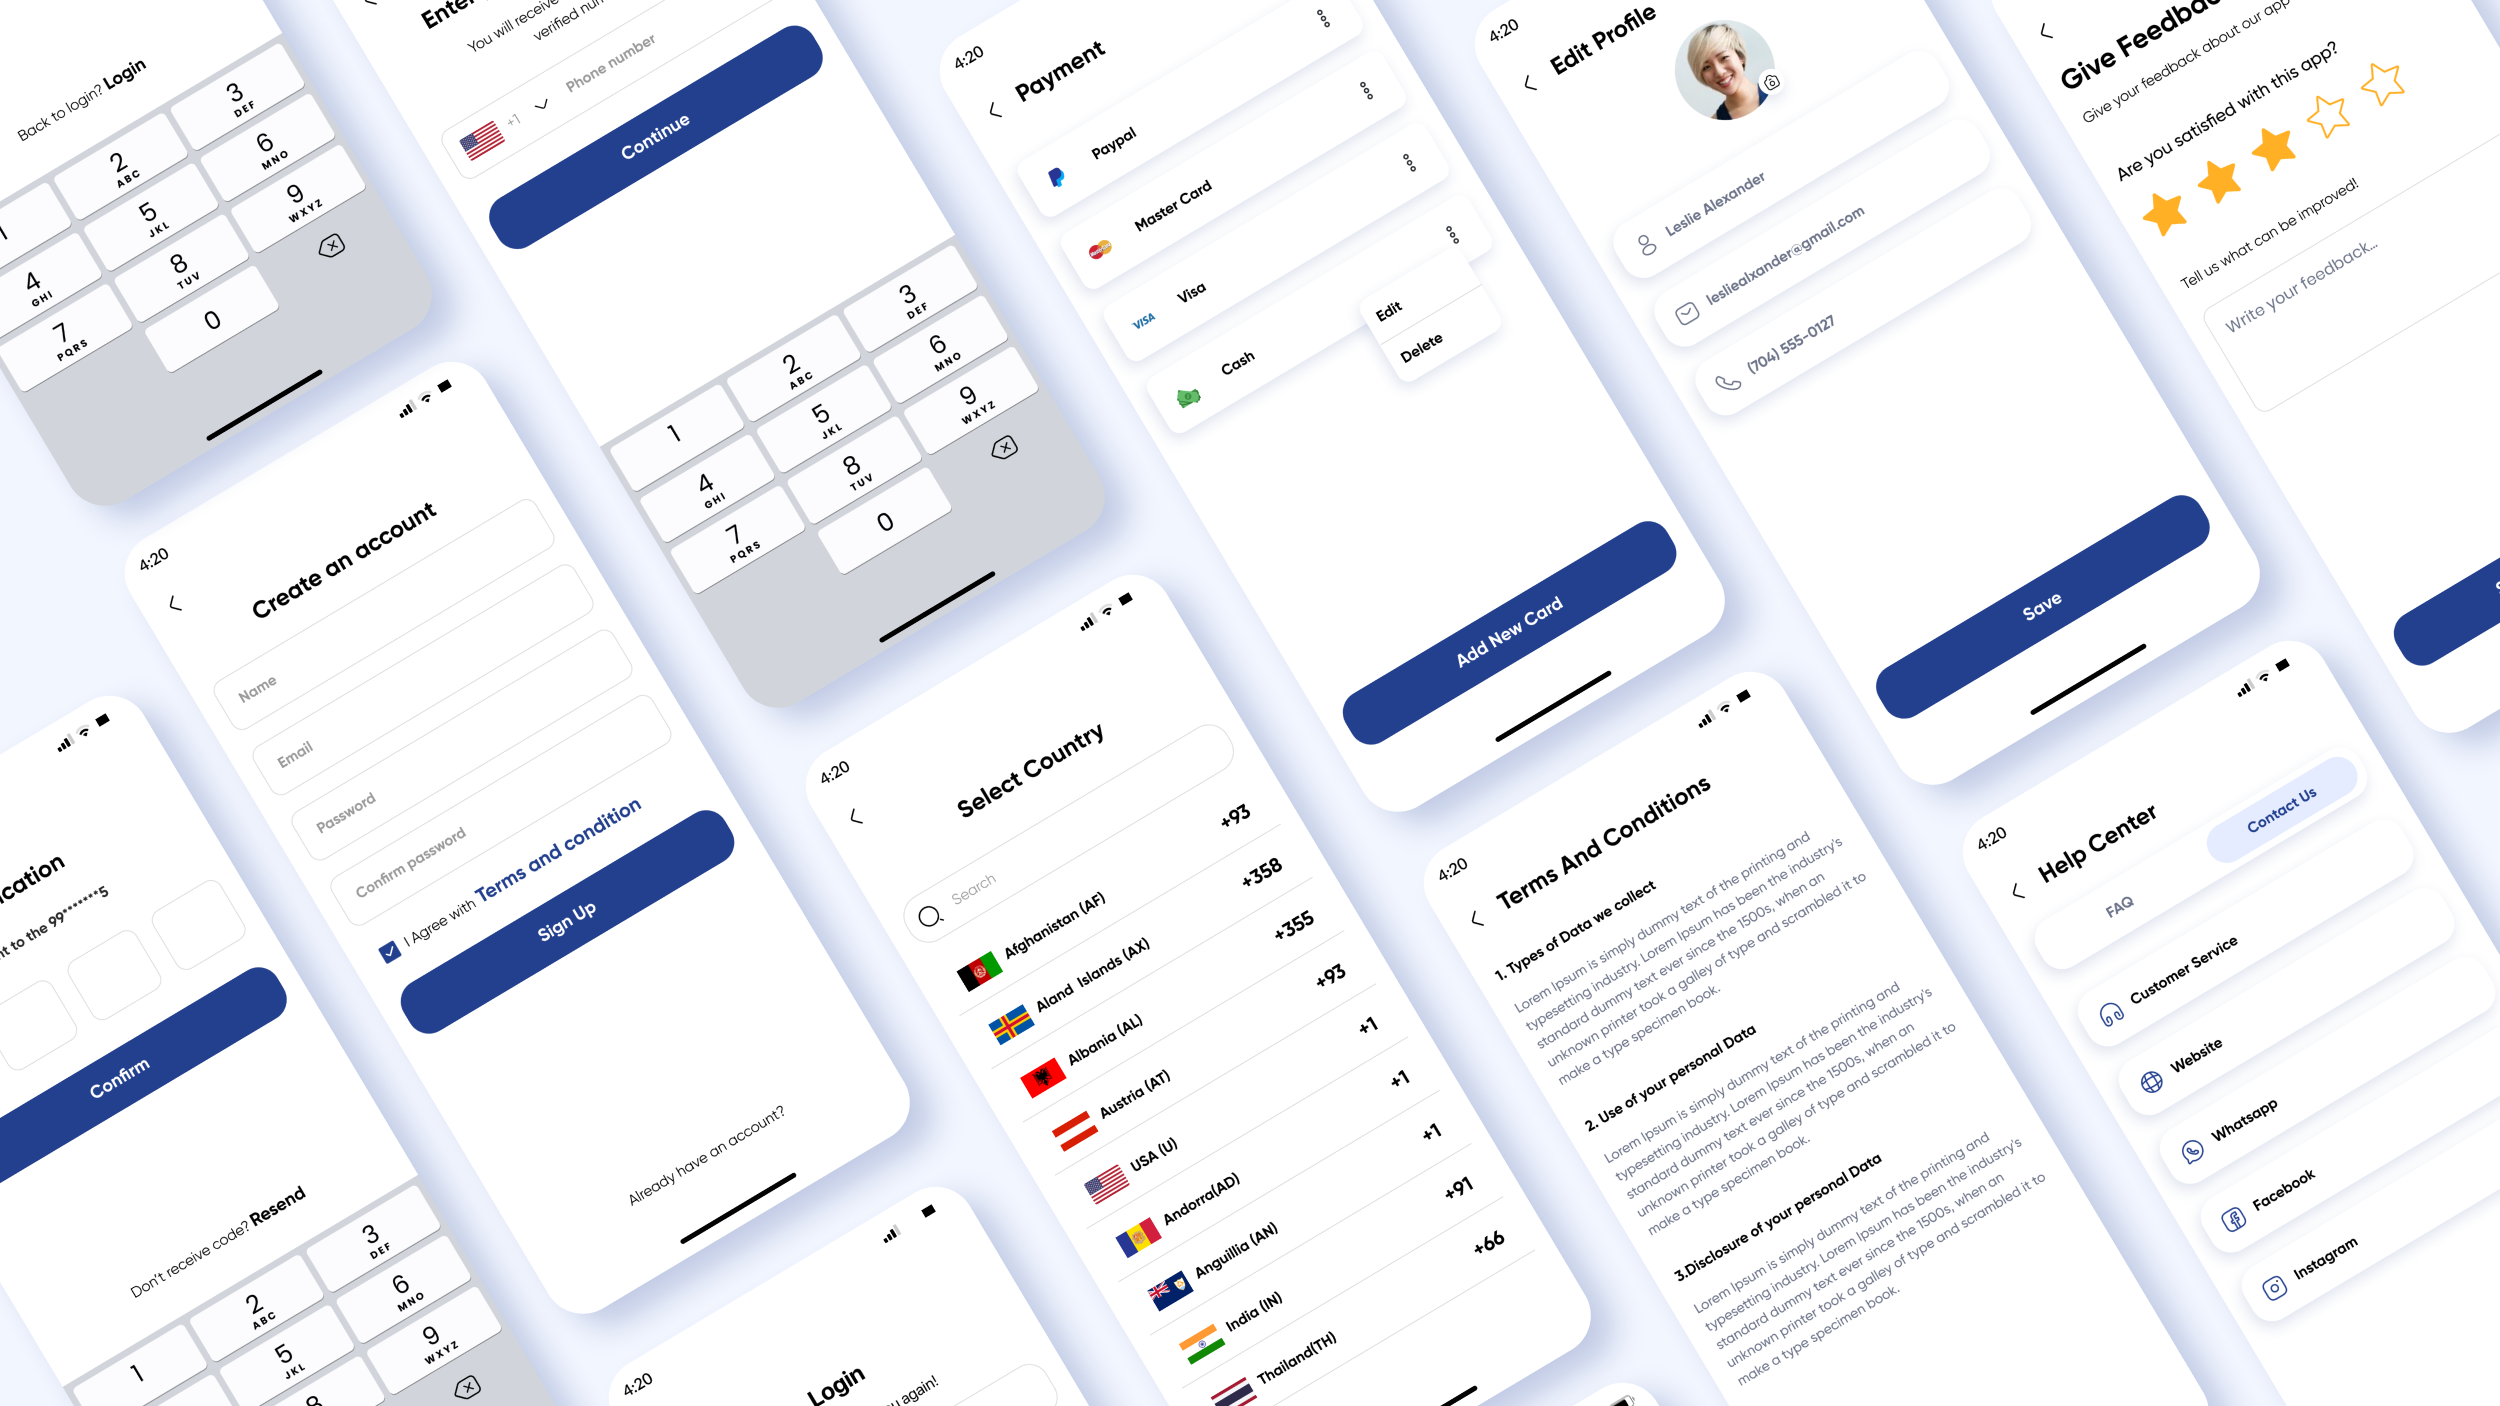 Back to login? Login
1
2
ABC
3
DEF
4
GHI
5
JKL
6
MNO
7
PQRS
8
TUV
9
WXYZ
0
You will receive
verified
+1
Phone number
Continue
1
2
ABC
3
DEF
4
GHI
5
JKL
6
MNO
7
PQRS
8
TUV
9
WXYZ
0
4:20
Payment
Paypal
Master Card
VISA
Visa
Cash
Edit
Delete
Add New Card
4:20
Edit Profile
Leslie Alexander
lesliealxander@gmail.com
(704) 555-0127
Save
Give
Give your feedback about our app
Are you satisfied with this app?
Tell us what can be improved!
Write your feedback...
4:20
Create an account
Name
Email
Password
Confirm password
I Agree with Terms and condition
Sign Up
Already have an account?
to the 99*******5
Confirm
Don't receive code? Resend
1
2
ABC
3
DEF
5
JKL
6
MNO
8
9
WXYZ
4:20
Select Country
Search
Afghanistan (AF) +93
Aland Islands (AX) +358
Albania (AL) +355
Austria (AT) +93
USA (U) +1
Andorra(AD) +1
Anguillia (AN) +1
India (IN) +91
Thailand(TH) +66
4:20
Login
again!
4:20
Terms And Conditions
1. Types of Data we collect
Lorem Ipsum is simply dummy text of the printing and
typesetting industry. Lorem Ipsum has been the industry's
standard dummy text ever since the 1500s, when an
unknown printer took a galley of type and scrambled it to
make a type specimen book.
2. Use of your personal Data
Lorem Ipsum is simply dummy text of the printing and
typesetting industry. Lorem Ipsum has been the industry's
standard dummy text ever since the 1500s, when an
unknown printer took a galley of type and scrambled it to
make a type specimen book.
3.Disclosure of your personal Data
Lorem Ipsum is simply dummy text of the printing and
typesetting industry. Lorem Ipsum has been the industry's
standard dummy text ever since the 1500s, when an
unknown printer took a galley of type and scrambled it to
make a type specimen book.
4:20
Help Center
FAQ
Contact Us
Customer Service
Website
Whatsapp
Facebook
Instagram